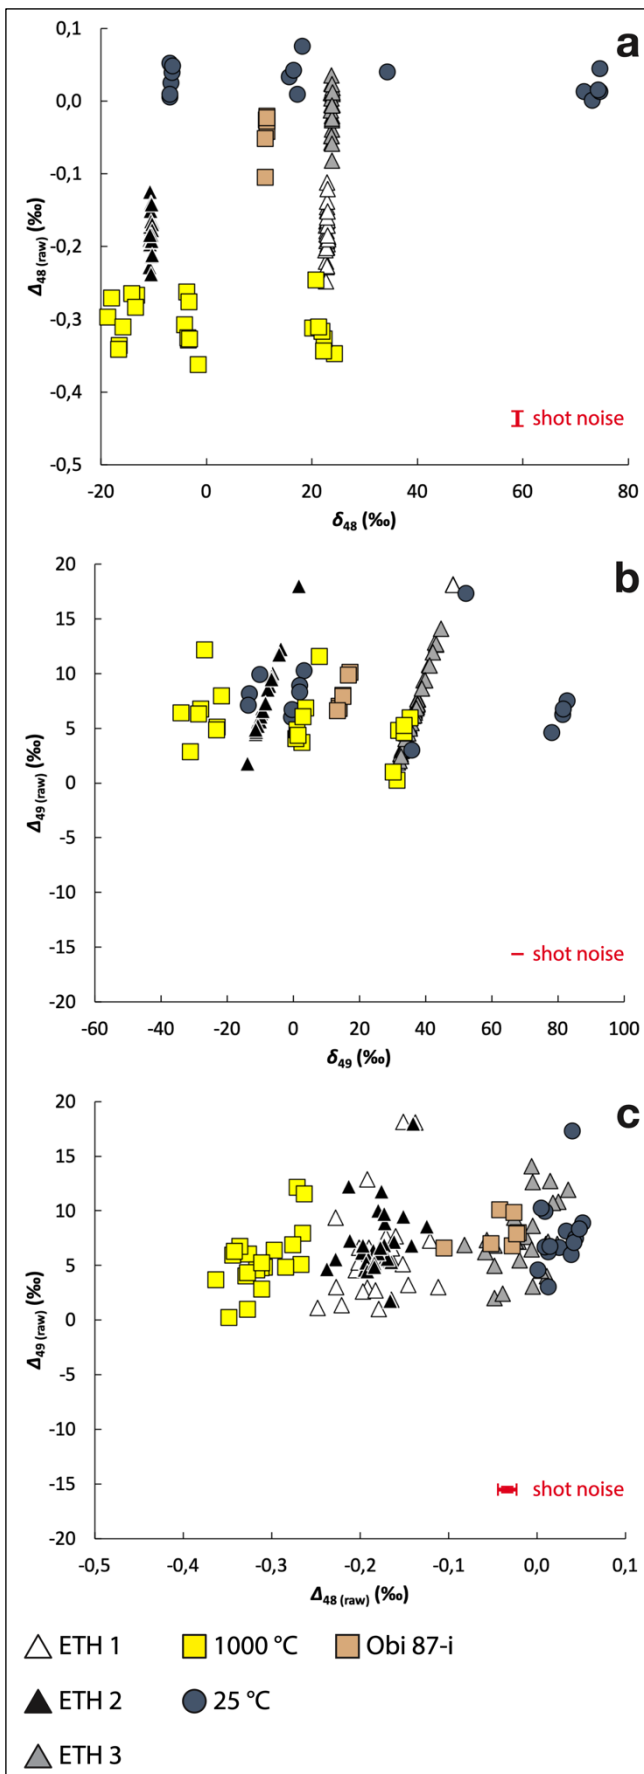 a
0,1
0,0
-0,1
-0,2
-0,3
-0,4
-0,5
Δ48 (raw) (‰)
shot noise
-20 0 20 40 60 80
δ48 (‰)
b
20
15
10
5
0
-5
-10
-15
-20
Δ49 (raw) (‰)
shot noise
-60 -40 -20 0 20 40 60 80 100
δ49 (‰)
c
20
15
10
5
0
-5
-10
-15
-20
Δ49 (raw) (‰)
shot noise
-0,5 -0,4 -0,3 -0,2 -0,1 0,0 0,1
Δ48 (raw) (‰)
ETH 1 1000 °C Obi 87-i
ETH 2 25 °C
ETH 3